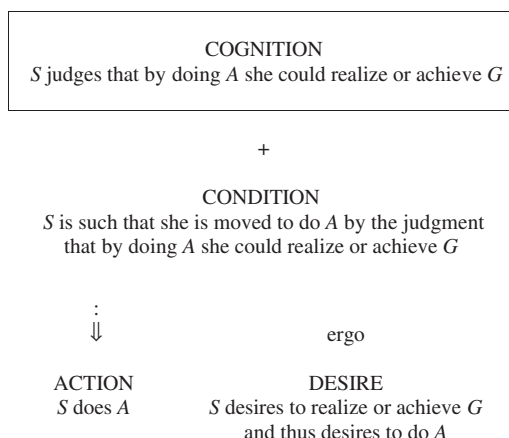 COGNITION
S judges that by doing A she could realize or achieve G
+
CONDITION
S is such that she is moved to do A by the judgment
that by doing A she could realize or achieve G
:
⇓ ergo
ACTION DESIRE
S does A S desires to realize or achieve G
and thus desires to do A